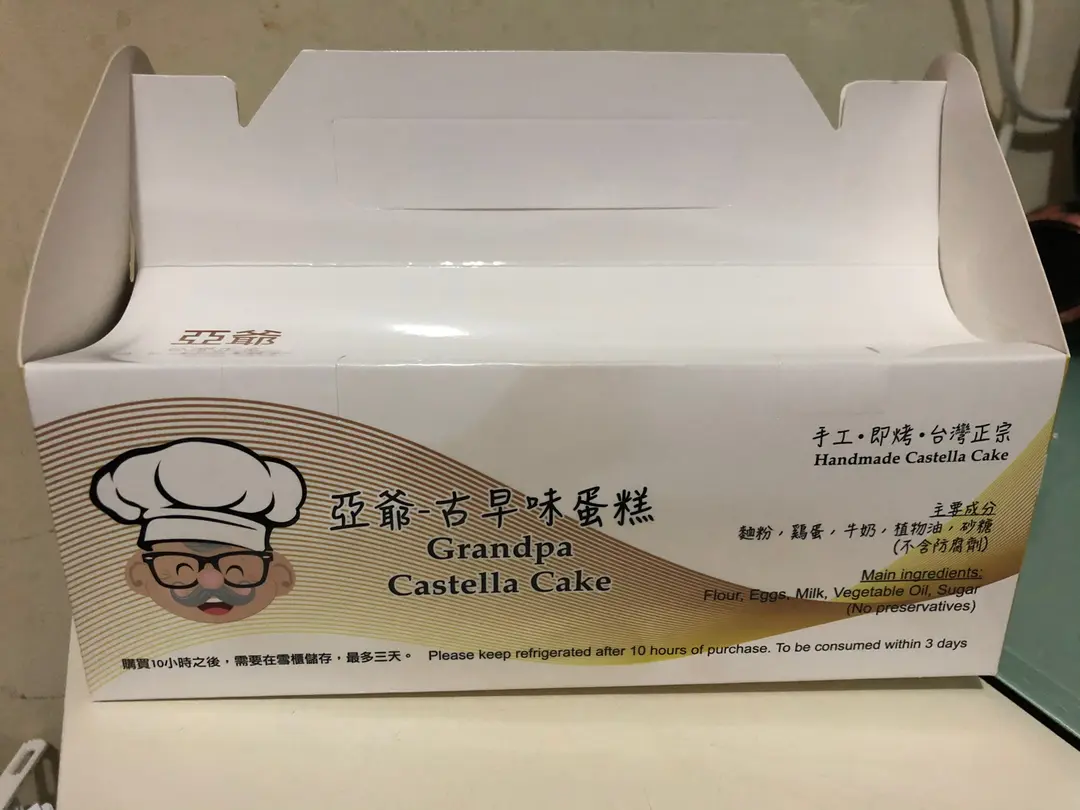 亞爺
手工•即烤•台灣正宗
Handmade Castella Cake
亞爺-古早味蛋糕
Grandpa
Castella Cake
主要成分
麵粉，鷄蛋，牛奶，植物油，砂糖
(不含防腐劑)
Main ingredients:
Flour, Eggs, Milk, Vegetable Oil, Sugar
(No preservatives)
購買10小時之後，需要在雪櫃儲存，最多三天。 Please keep refrigerated after 10 hours of purchase. To be consumed within 3 days